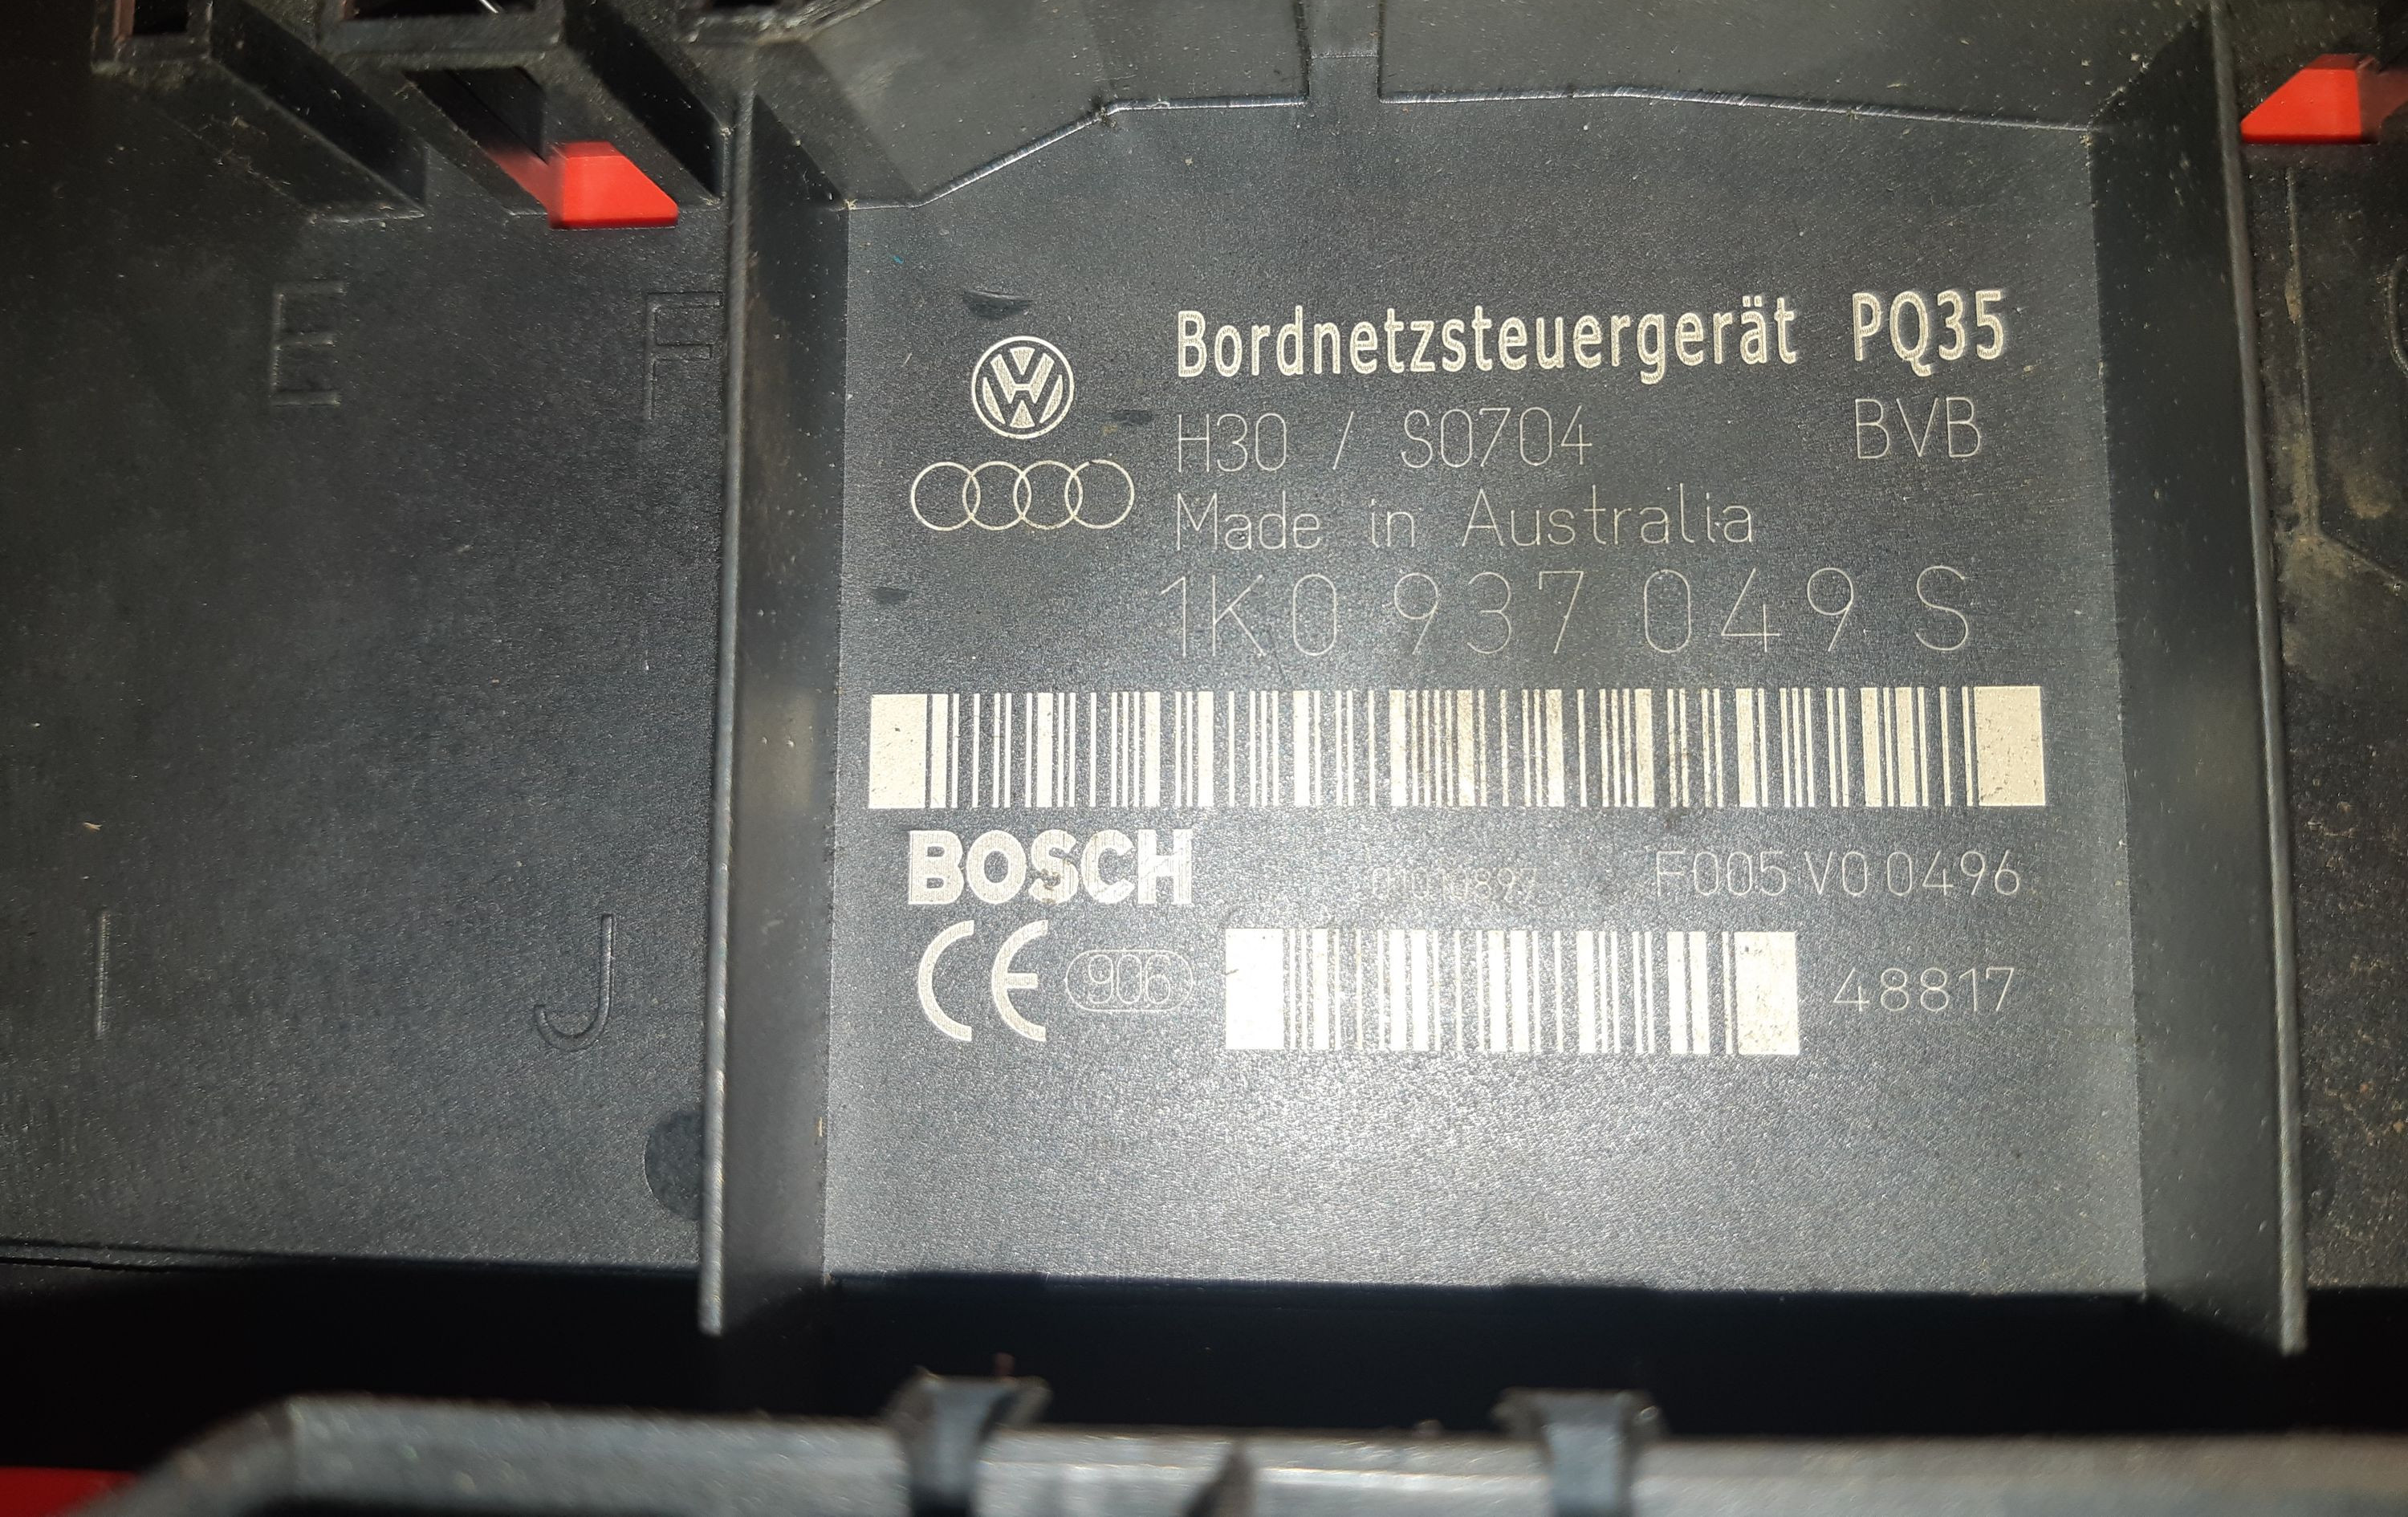 E F
Bordnetzsteuergerät PQ35
H30 / S0704 BVB
Made in Australia
1K0 937 049 S
BOSCH F005 V0 0496
CE 906 48817
I J